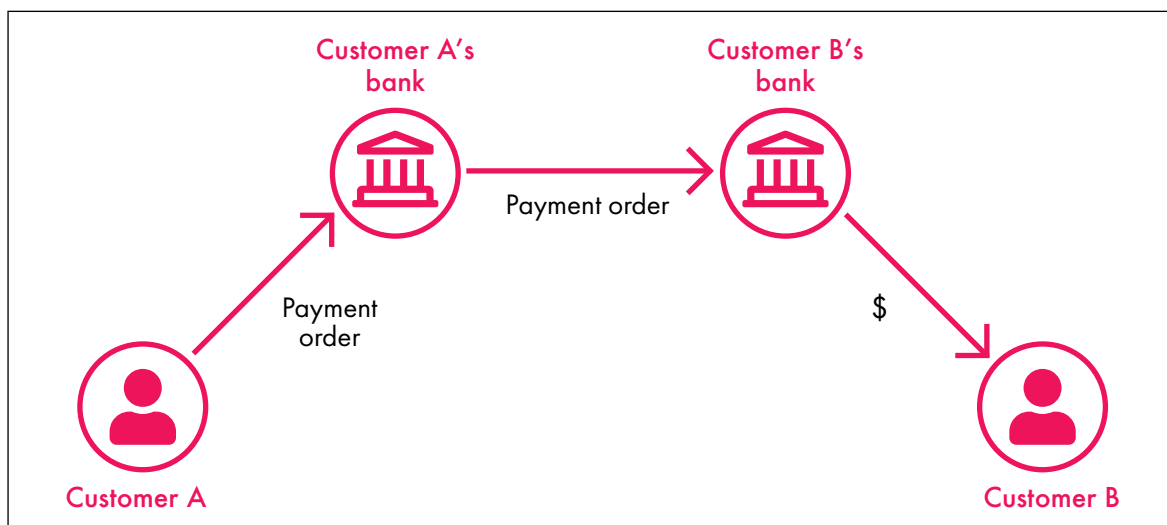 Customer A’s
bank
Customer B’s
bank
Payment order
Payment
order
$
Customer A
Customer B